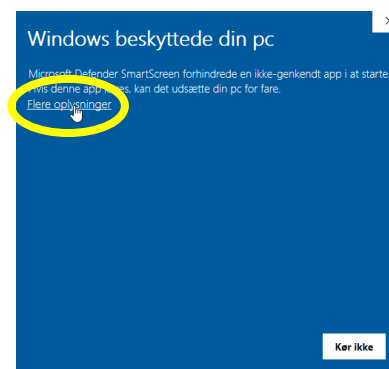 Windows beskyttede din pc
Microsoft Defender SmartScreen forhindrede en ikke-genkendt app i at starte.
Hvis denne app køres, kan det udsætte din pc for fare.
Flere oplysninger
Kør ikke